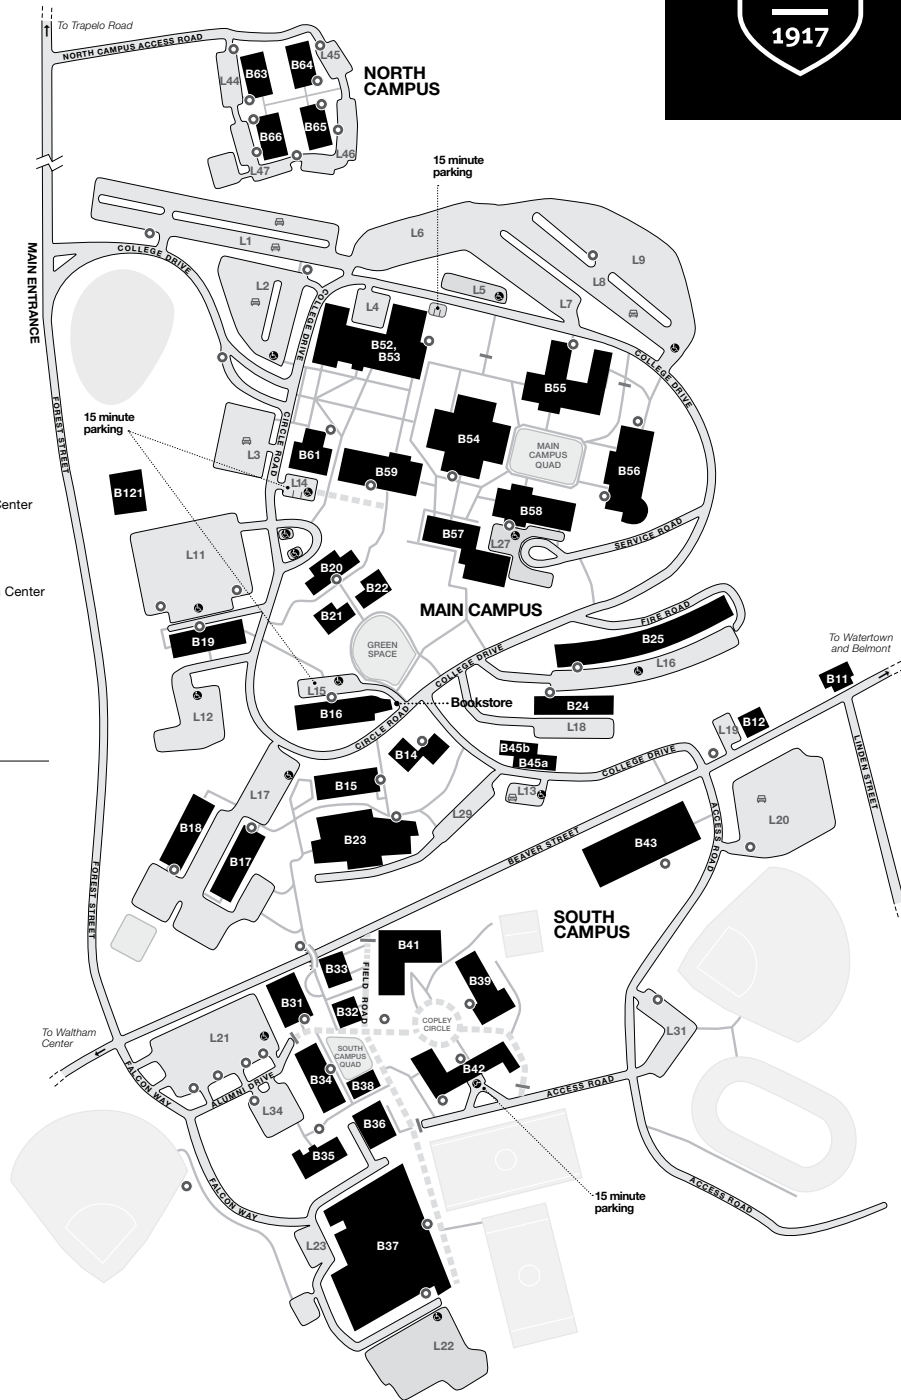 To Trapelo Road
NORTH CAMPUS ACCESS ROAD
1917
L45
B64
B63
L44
NORTH
CAMPUS
B65
B66
L46
L47
15 minute
parking
MAIN ENTRANCE
COLLEGE DRIVE
L1
L6
L9
L8
L7
L2
L5
L4
COLLEGE DRIVE
B52,
B53
COLLEGE DRIVE
B55
FOREST STREET
15 minute
parking
CIRCLE ROAD
L3
B61
B54
MAIN
CAMPUS
QUAD
B56
B59
L14
B121
enter
B58
B57
L27
SERVICE ROAD
L11
B20
B22
Center
B21
MAIN CAMPUS
FIRE ROAD
B25
B19
GREEN
SPACE
COLLEGE DRIVE
L16
To Watertown
and Belmont
B11
L15
L12
B16
Bookstore
B24
L18
CIRCLE ROAD
L19
B12
B14
B45b
B45a
COLLEGE DRIVE
LINDEN STREET
B15
L17
L13
L29
B18
B23
L20
ACCESS ROAD
BEAVER STREET
B43
B17
FOREST STREET
SOUTH
CAMPUS
B41
B33
FIELD ROAD
B39
B31
B32
COPLEY
CIRCLE
L31
To Waltham
Center
L21
SOUTH
CAMPUS
QUAD
B34
B38
B42
ACCESS ROAD
FALCON WAY
ALUMNI DRIVE
L34
B36
B35
15 minute
parking
ACCESS ROAD
FALCON WAY
L23
B37
L22